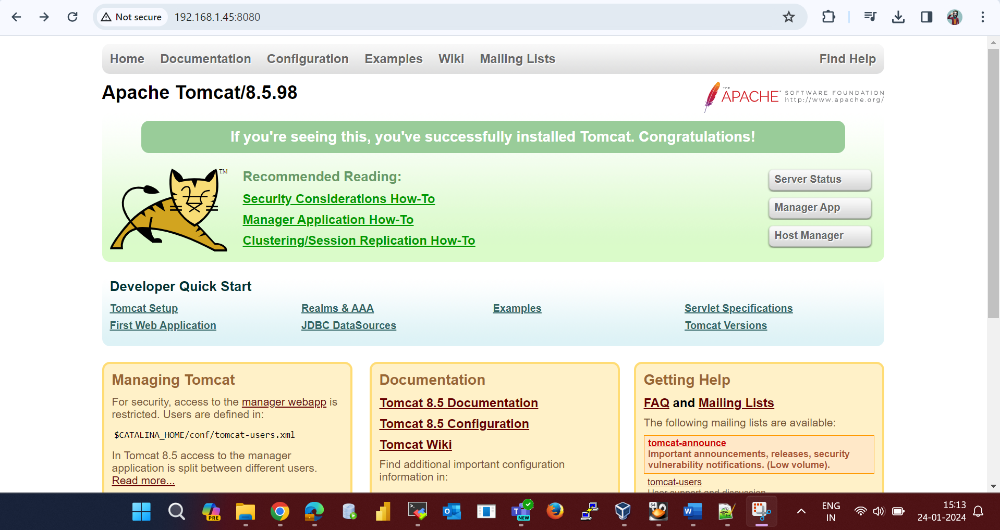 Not secure 192.168.1.45:8080
Home Documentation Configuration Examples Wiki Mailing Lists Find Help
Apache Tomcat/8.5.98
THE APACHE SOFTWARE FOUNDATION
http://www.apache.org/
If you're seeing this, you've successfully installed Tomcat. Congratulations!
TM
Recommended Reading:
Security Considerations How-To
Manager Application How-To
Clustering/Session Replication How-To
Server Status
Manager App
Host Manager
Developer Quick Start
Tomcat Setup
First Web Application
Realms & AAA
JDBC DataSources
Examples
Servlet Specifications
Tomcat Versions
Managing Tomcat
For security, access to the manager webapp is
restricted. Users are defined in:
$CATALINA_HOME/conf/tomcat-users.xml
In Tomcat 8.5 access to the manager
application is split between different users.
Read more...
Documentation
Tomcat 8.5 Documentation
Tomcat 8.5 Configuration
Tomcat Wiki
Find additional important configuration
information in:
Getting Help
FAQ and Mailing Lists
The following mailing lists are available:
tomcat-announce
Important announcements, releases, security
vulnerability notifications. (Low volume).
tomcat-users
User support and discussion
PRE
NEW
64
ENG
IN
15:13
24-01-2024